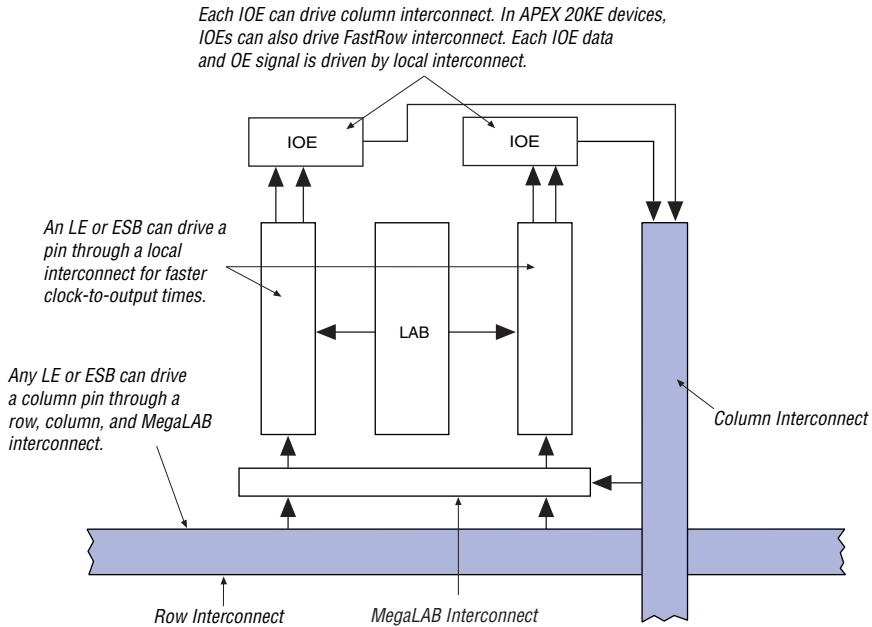 Each IOE can drive column interconnect. In APEX 20KE devices,
IOEs can also drive FastRow interconnect. Each IOE data
and OE signal is driven by local interconnect.
IOE
IOE
An LE or ESB can drive a
pin through a local
interconnect for faster
clock-to-output times.
LAB
Any LE or ESB can drive
a column pin through a
row, column, and MegaLAB
interconnect.
Column Interconnect
Row Interconnect
MegaLAB Interconnect